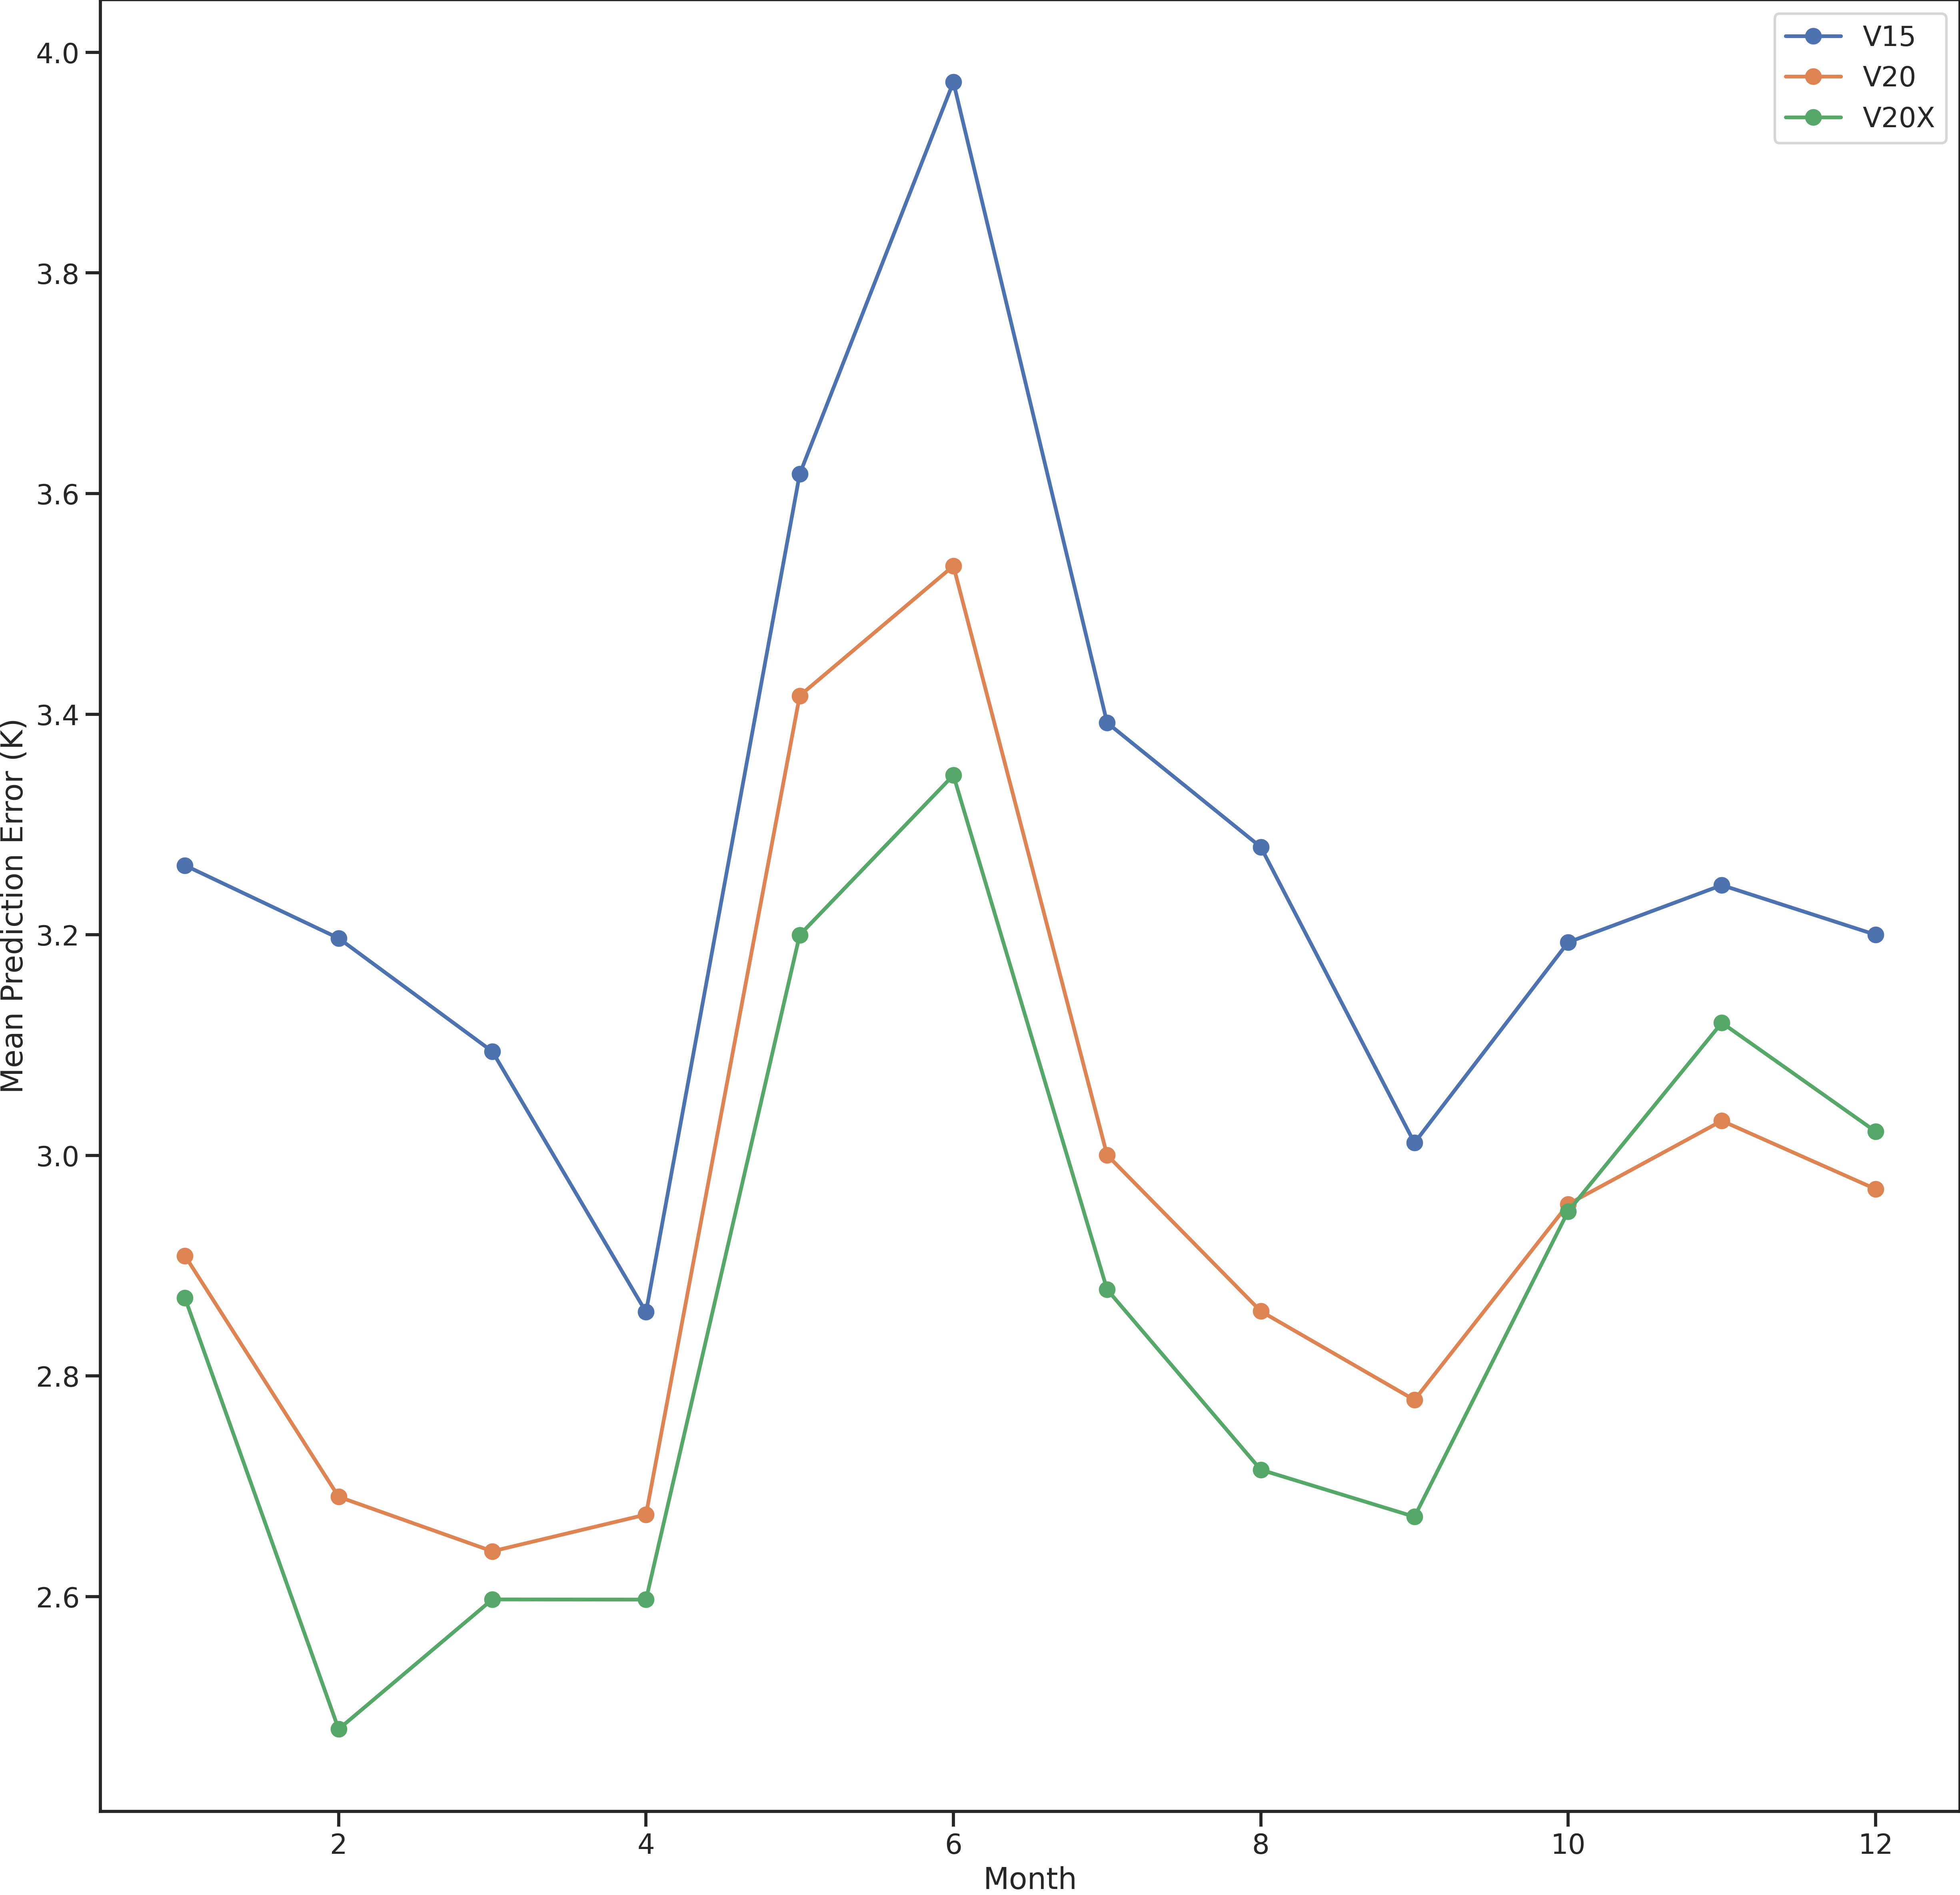 V15
V20
V20X
4.0
3.8
3.6
3.4
3.2
3.0
2.8
2.6
Mean Prediction Error (K)
2 4 6 8 10 12
Month